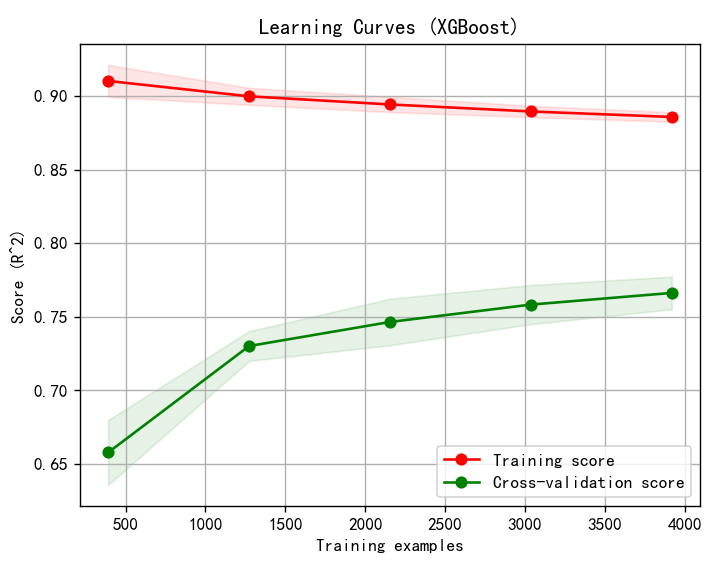 Learning Curves (XGBoost)
0.90
0.85
0.80
0.75
0.70
0.65
Score (R^2)
Training score
Cross-validation score
500 1000 1500 2000 2500 3000 3500 4000
Training examples